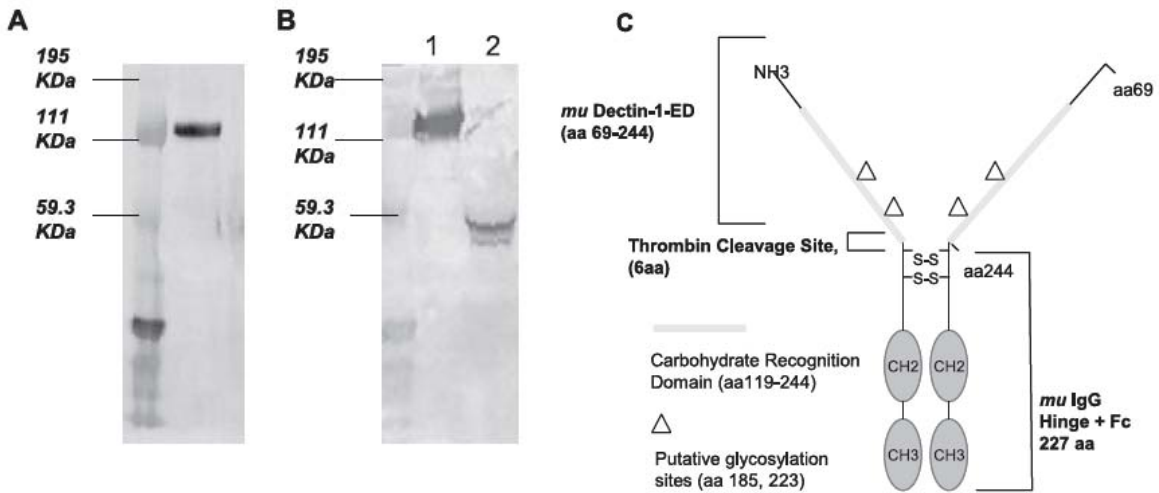 A
195
KDa
111
KDa
59.3
KDa
B
1 2
195
KDa
111
KDa
59.3
KDa
C
NH3
aa69
mu Dectin-1-ED
(aa 69-244)
Thrombin Cleavage Site,
(6aa)
S-S
S-S
aa244
Carbohydrate Recognition
Domain (aa119-244)
Putative glycosylation
sites (aa 185, 223)
CH2 CH2
CH3 CH3
mu IgG
Hinge + Fc
227 aa